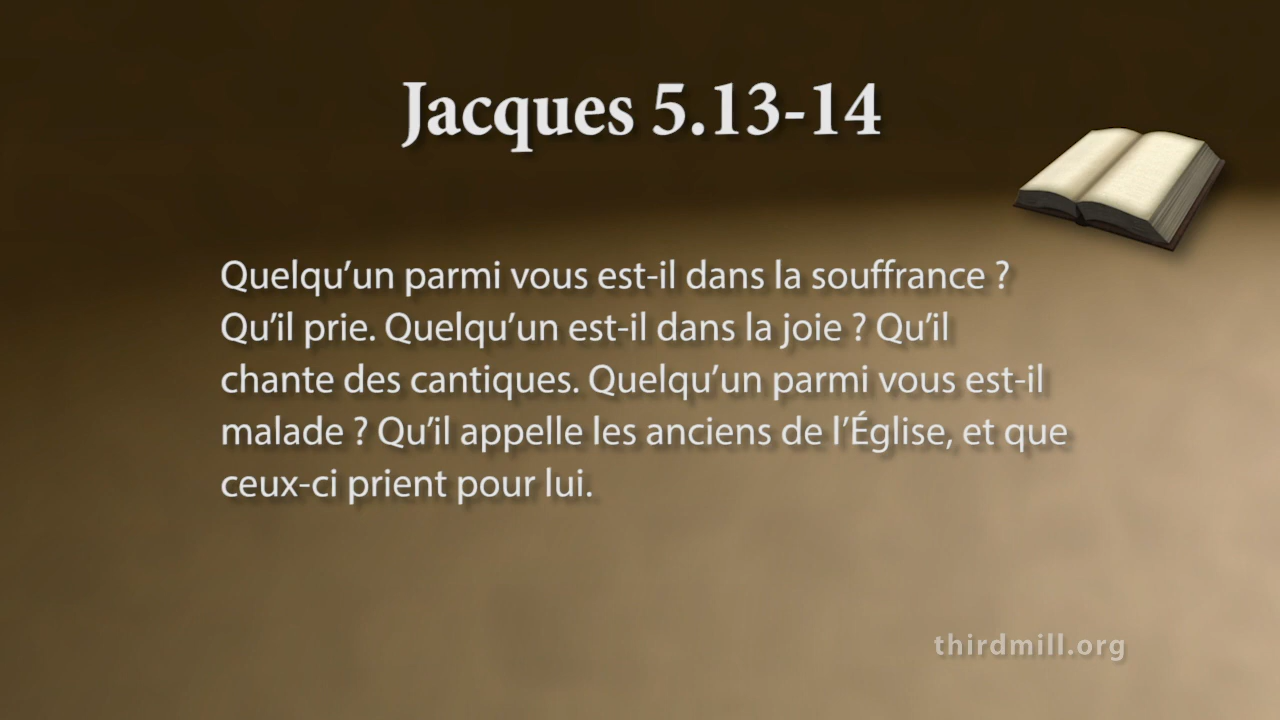 Jacques 5.13-14
Quelqu’un parmi vous est-il dans la souffrance ?
Qu’il prie. Quelqu’un est-il dans la joie ? Qu’il
chante des cantiques. Quelqu’un parmi vous est-il
malade ? Qu’il appelle les anciens de l’Église, et que
ceux-ci prient pour lui.
thirdmill.org